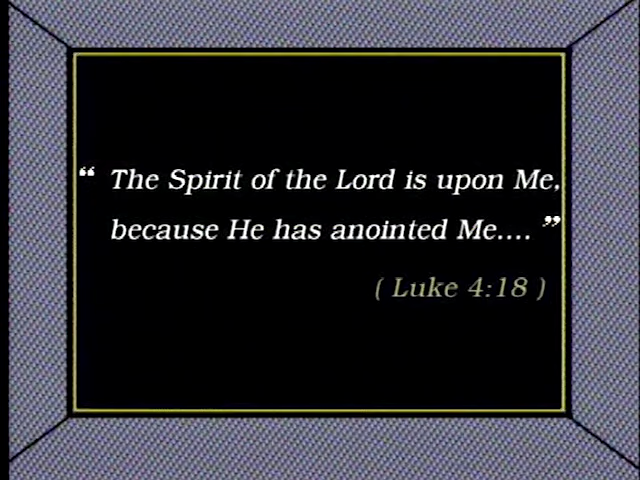 “ The Spirit of the Lord is upon Me,
because He has anointed Me.... ”
( Luke 4:18 )